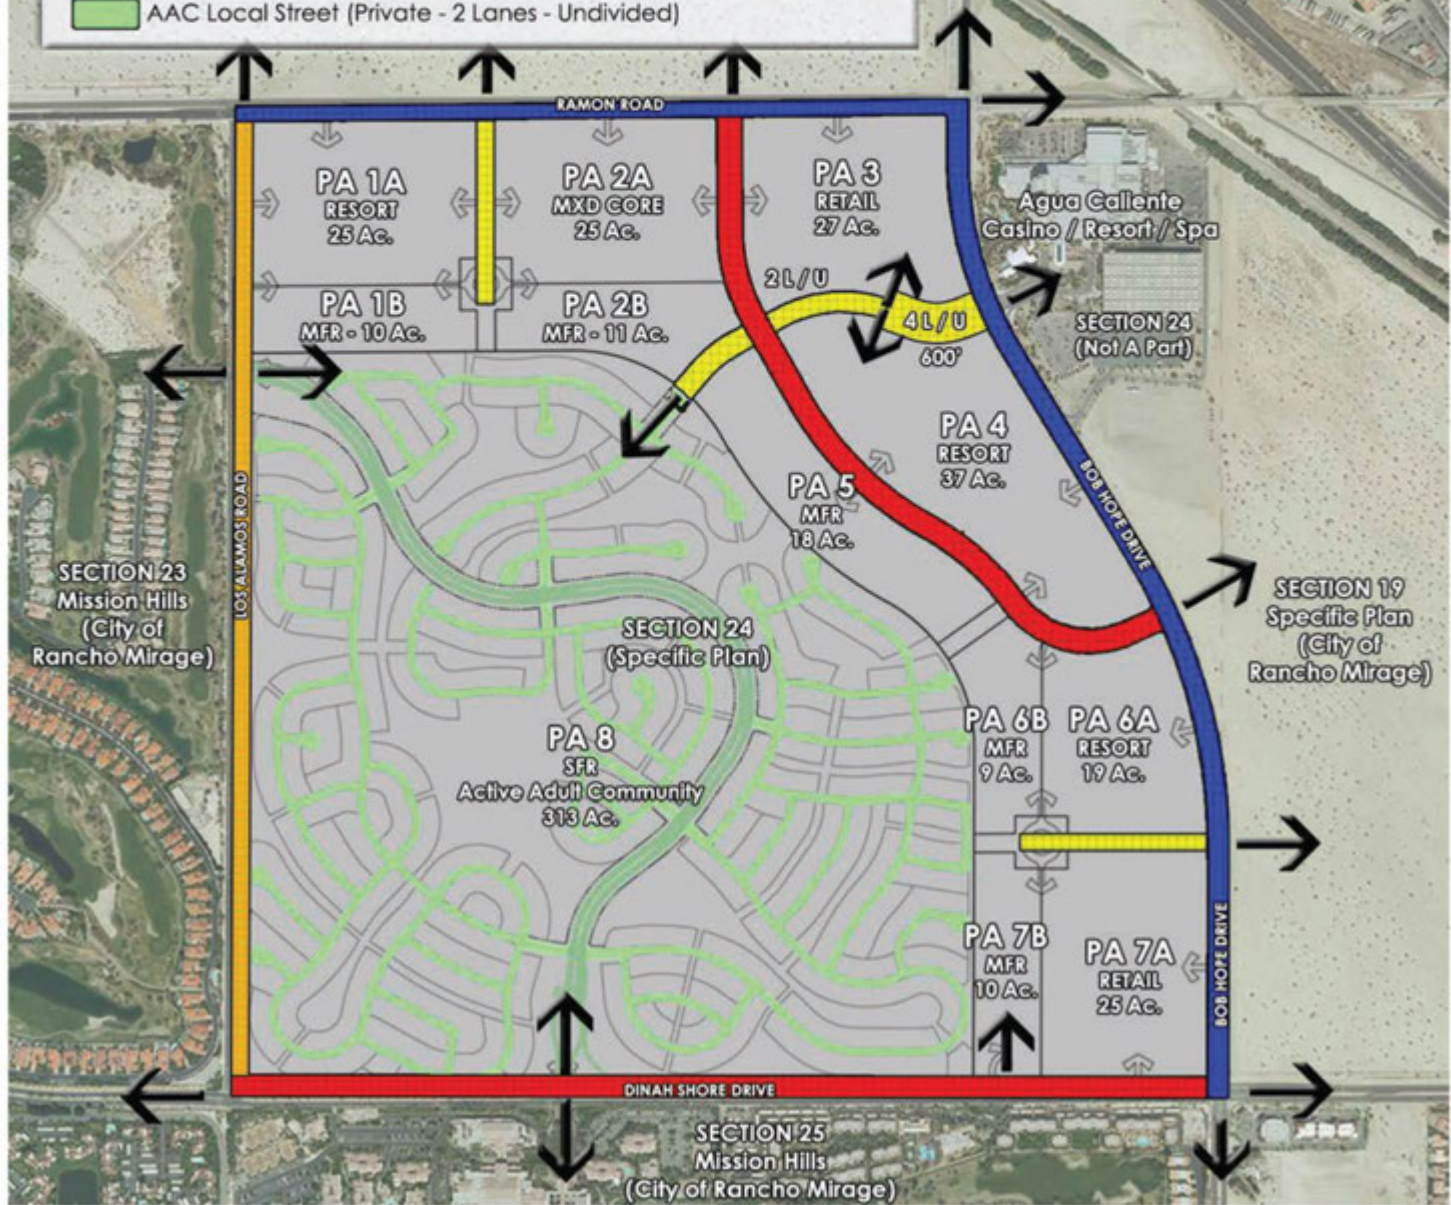 AAC Local Street (Private - 2 Lanes - Undivided)
RAMON ROAD
PA 1A
RESORT
25 Ac.
PA 2A
MXD CORE
25 Ac.
PA 3
RETAIL
27 Ac.
Agua Caliente
Casino / Resort / Spa
2 L / U
PA 1B
MFR - 10 Ac.
PA 2B
MFR - 11 Ac.
4 L / U
600'
SECTION 24
(Not A Part)
PA 4
RESORT
37 Ac.
PA 5
MFR
18 Ac.
BOB HOPE DRIVE
LOS ALAMOS ROAD
SECTION 23
Mission Hills
(City of
Rancho Mirage)
SECTION 19
Specific Plan
(City of
Rancho Mirage)
SECTION 24
(Specific Plan)
PA 8
SFR
Active Adult Community
313 Ac.
PA 6B
MFR
9 Ac.
PA 6A
RESORT
19 Ac.
PA 7B
MFR
10 Ac.
PA 7A
RETAIL
25 Ac.
BOB HOPE DRIVE
DINAH SHORE DRIVE
SECTION 25
Mission Hills
(City of Rancho Mirage)